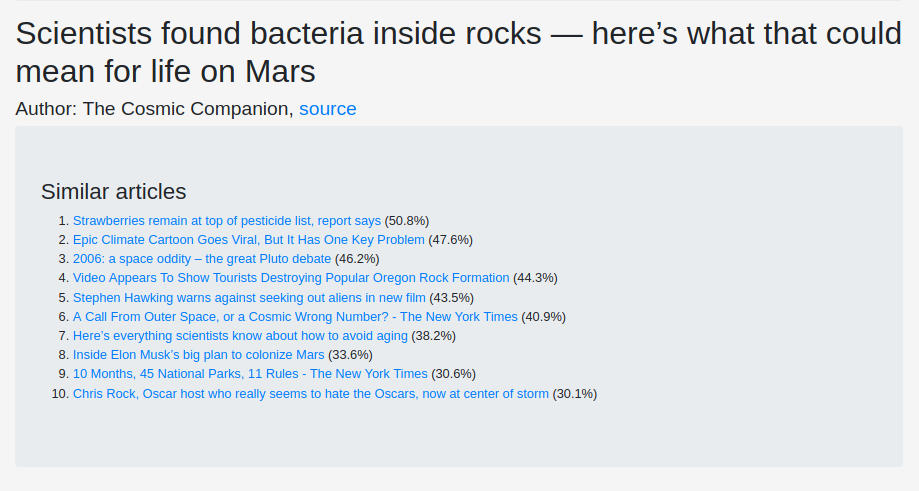 Scientists found bacteria inside rocks — here’s what that could
mean for life on Mars
Author: The Cosmic Companion, source
Similar articles
1. Strawberries remain at top of pesticide list, report says (50.8%)
2. Epic Climate Cartoon Goes Viral, But It Has One Key Problem (47.6%)
3. 2006: a space oddity – the great Pluto debate (46.2%)
4. Video Appears To Show Tourists Destroying Popular Oregon Rock Formation (44.3%)
5. Stephen Hawking warns against seeking out aliens in new film (43.5%)
6. A Call From Outer Space, or a Cosmic Wrong Number? - The New York Times (40.9%)
7. Here’s everything scientists know about how to avoid aging (38.2%)
8. Inside Elon Musk’s big plan to colonize Mars (33.6%)
9. 10 Months, 45 National Parks, 11 Rules - The New York Times (30.6%)
10. Chris Rock, Oscar host who really seems to hate the Oscars, now at center of storm (30.1%)